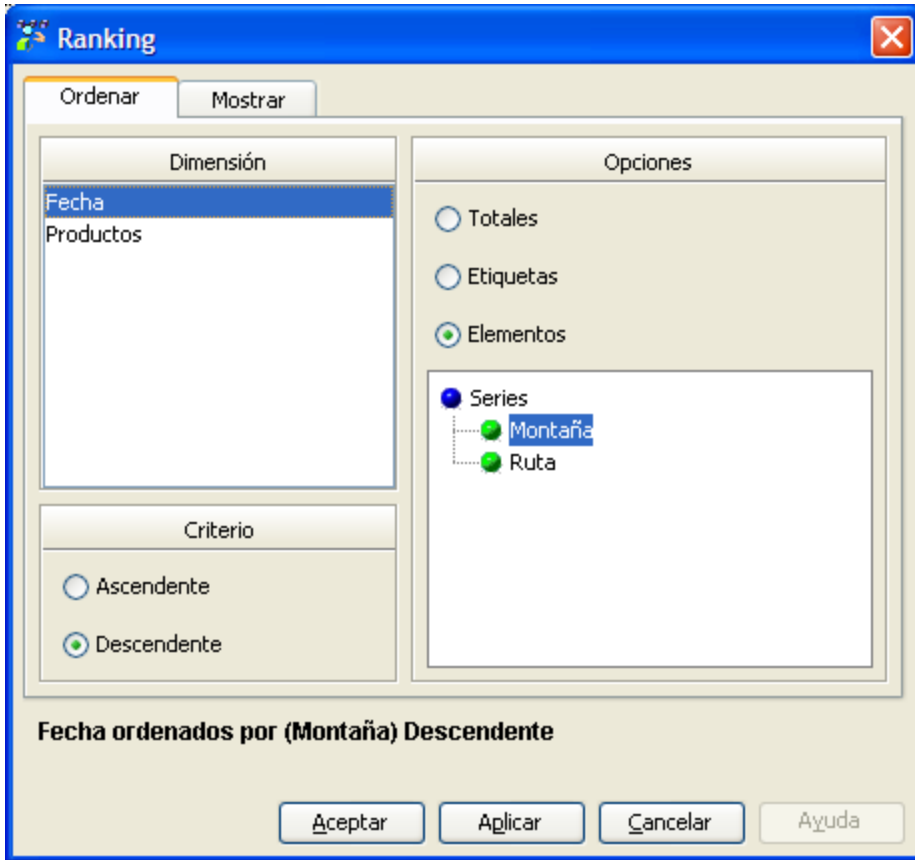 Ranking
Ordenar
Mostrar
Dimensión
Fecha
Productos
Criterio
Ascendente
Descendente
Opciones
Totales
Etiquetas
Elementos
Series
Montaña
Ruta
Fecha ordenados por (Montaña) Descendente
Aceptar
Aplicar
Cancelar
Ayuda